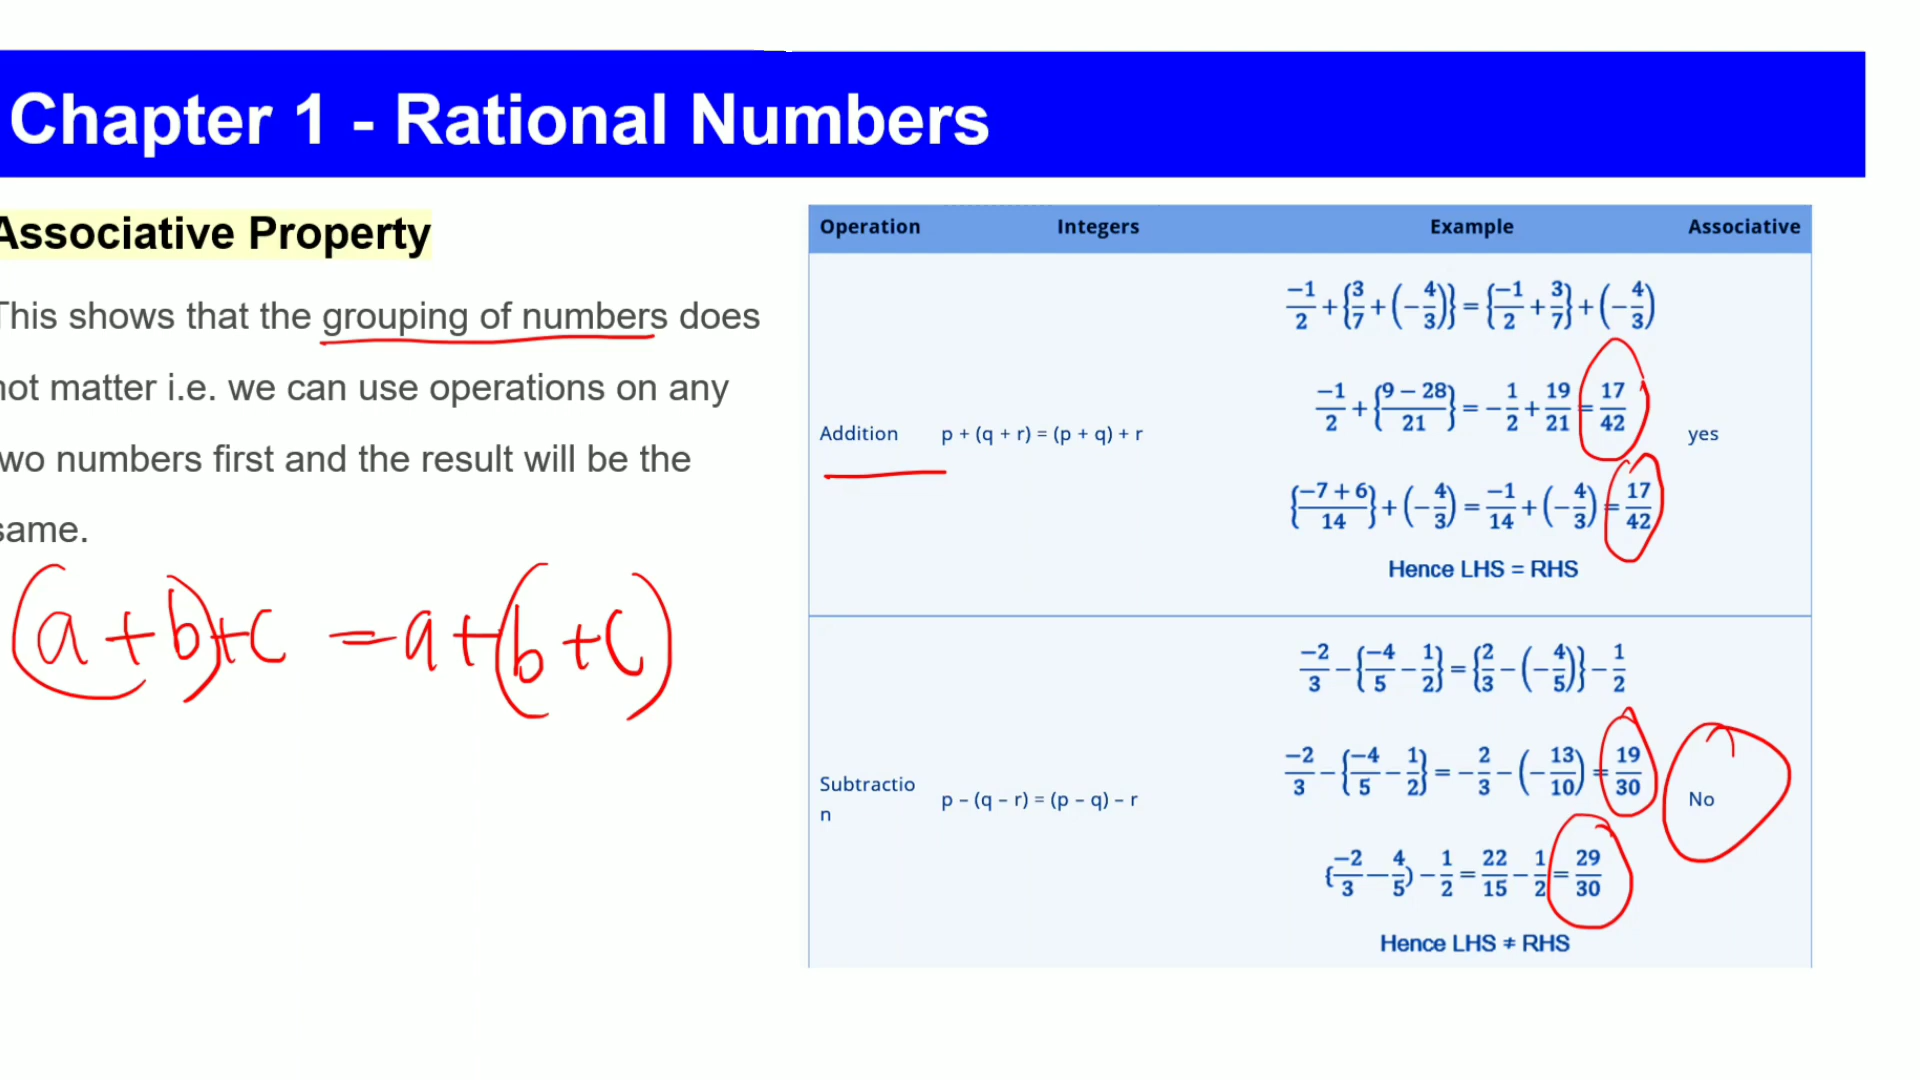 Chapter 1 - Rational Numbers
Associative Property
This shows that the grouping of numbers does
not matter i.e. we can use operations on any
two numbers first and the result will be the
same.
(a+b)+c = a+(b+c)
Operation Integers Example Associative
-1/2 + {3/7 + (-4/3)} = {-1/2 + 3/7} + (-4/3)
-1/2 + {9 – 28/21} = -1/2 + 19/21 = 17/42
Addition p + (q + r) = (p + q) + r yes
{-7 + 6/14} + (-4/3) = -1/14 + (-4/3) = 17/42
Hence LHS = RHS
-2/3 - {-4/5 - 1/2} = {2/3 - (-4/5)} - 1/2
-2/3 - {-4/5 - 1/2} = -2/3 - (-13/10) = 19/30
Subtractio
n
p – (q – r) = (p – q) – r No
{-2/3 - 4/5) - 1/2 = 22/15 - 1/2 = 29/30
Hence LHS ≠ RHS